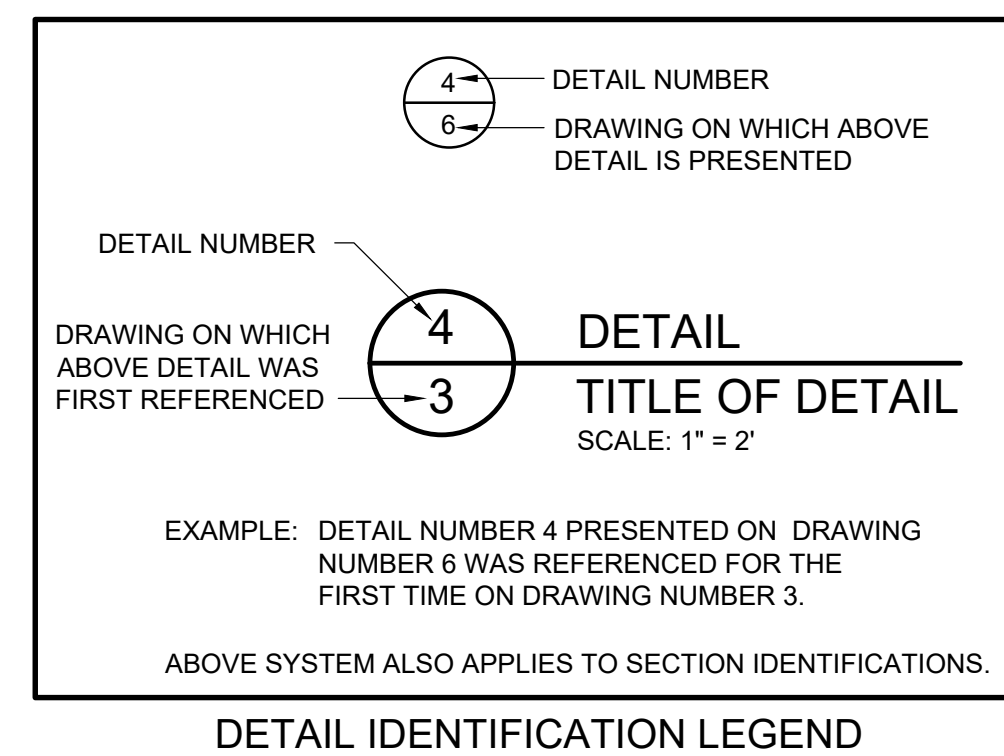 4
DETAIL NUMBER
6
DRAWING ON WHICH ABOVE
DETAIL IS PRESENTED
DETAIL NUMBER
DRAWING ON WHICH
ABOVE DETAIL WAS
FIRST REFERENCED
4
3
DETAIL
TITLE OF DETAIL
SCALE: 1" = 2'
EXAMPLE: DETAIL NUMBER 4 PRESENTED ON DRAWING
NUMBER 6 WAS REFERENCED FOR THE
FIRST TIME ON DRAWING NUMBER 3.
ABOVE SYSTEM ALSO APPLIES TO SECTION IDENTIFICATIONS.
DETAIL IDENTIFICATION LEGEND